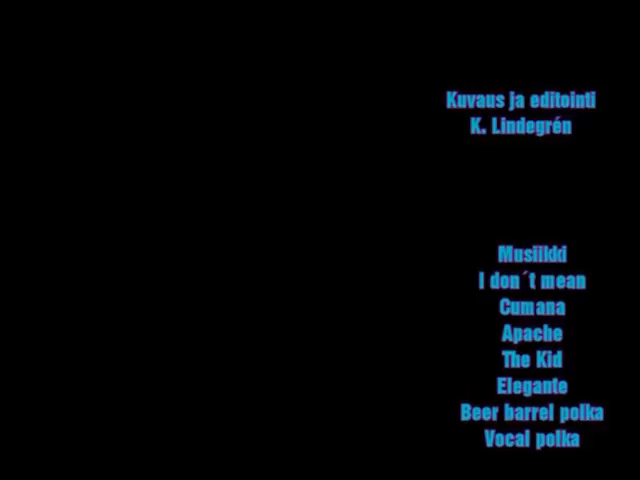 Kuvaus ja editointi
K. Lindegrén
Musiikki
I don´t mean
Cumana
Apache
The Kid
Elegante
Beer barrel polka
Vocal polka